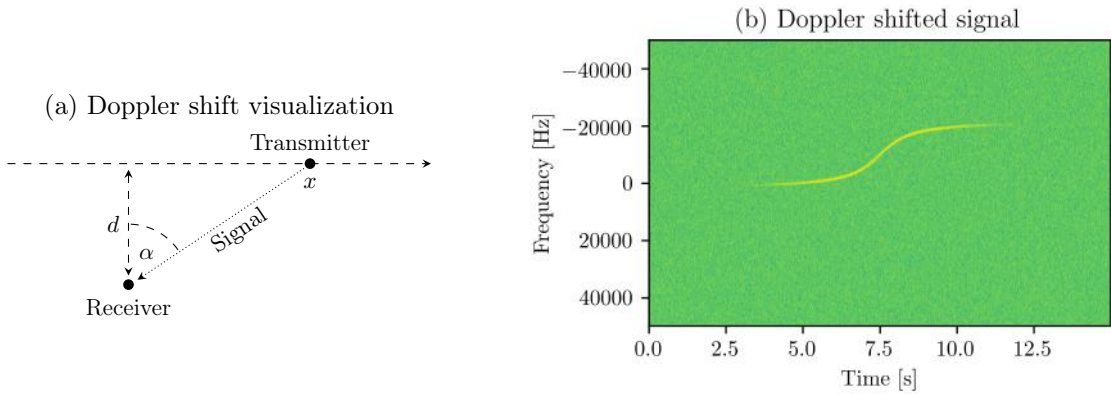 (a) Doppler shift visualization
Transmitter
x
d
α
Signal
Receiver
(b) Doppler shifted signal
−40000
−20000
0
20000
40000
Frequency [Hz]
0.0 2.5 5.0 7.5 10.0 12.5
Time [s]